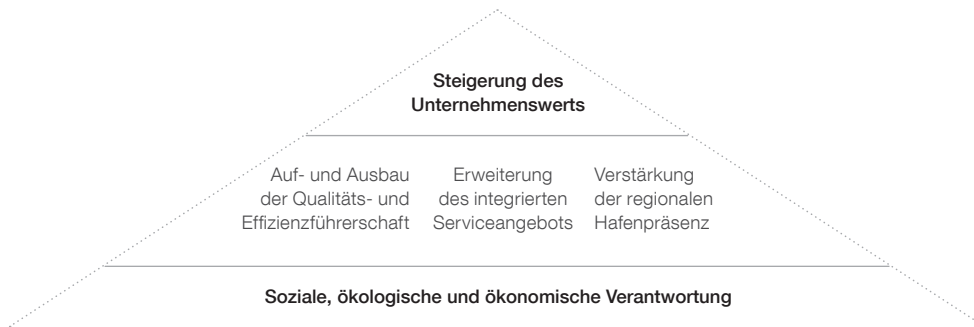 Steigerung des
Unternehmenswerts
Auf- und Ausbau
der Qualitäts- und
Effizienzführerschaft
Erweiterung
des integrierten
Serviceangebots
Verstärkung
der regionalen
Hafenpräsenz
Soziale, ökologische und ökonomische Verantwortung